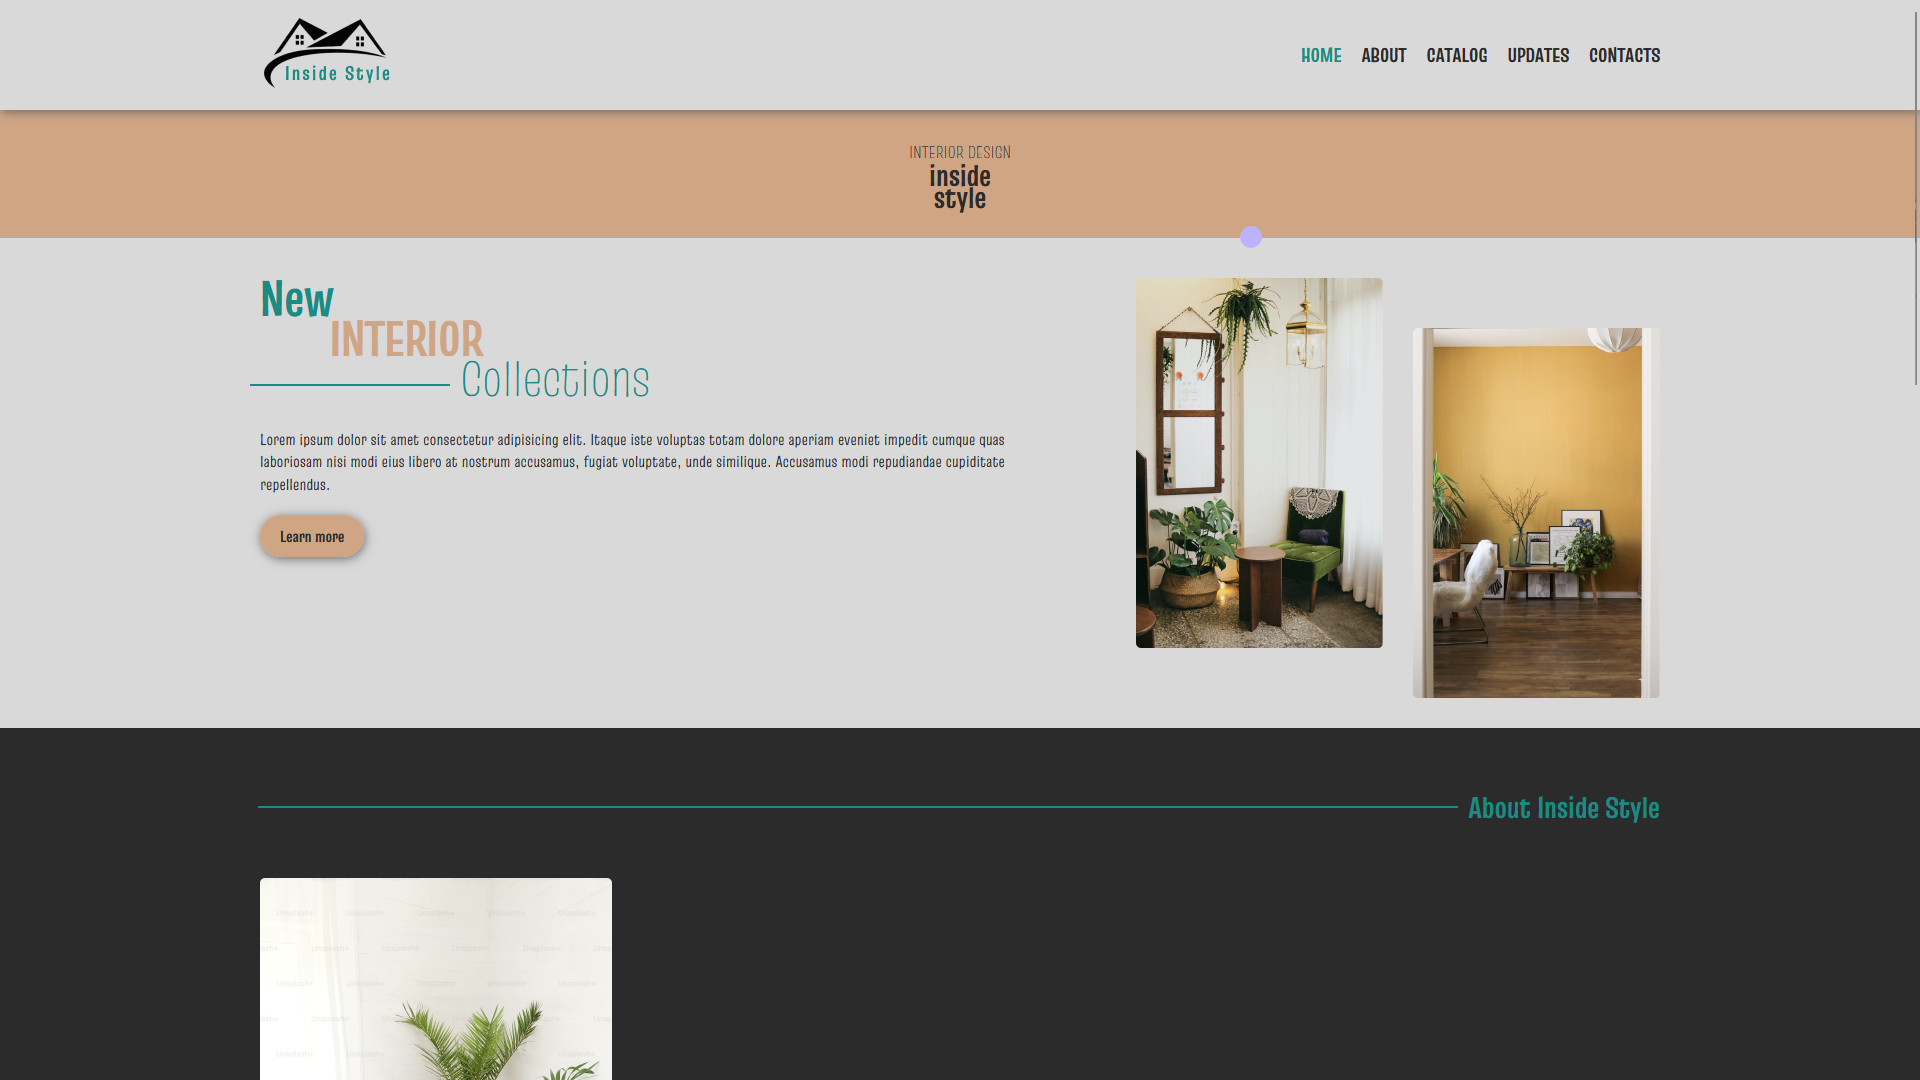 Inside Style
HOME ABOUT CATALOG UPDATES CONTACTS
INTERIOR DESIGN
inside
style
New
INTERIOR
Collections
Lorem ipsum dolor sit amet consectetur adipisicing elit. Itaque iste voluptas totam dolore aperiam eveniet impedit cumque quas
laboriosam nisi modi eius libero at nostrum accusamus, fugiat voluptate, unde similique. Accusamus modi repudiandae cupiditate
repellendus.
Learn more
About Inside Style